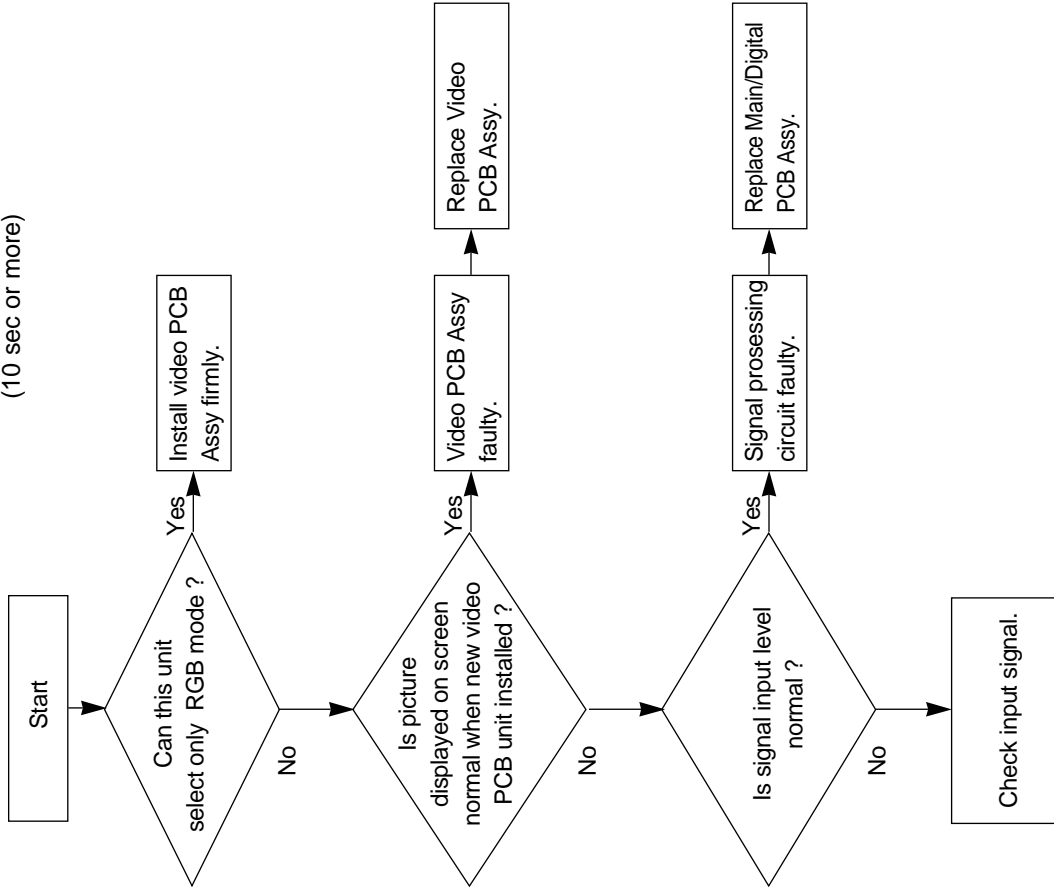 (10 sec or more)
Start
Can this unit
select only RGB mode ?
Yes
Install video PCB
Assy firmly.
No
Is picture
displayed on screen
normal when new video
PCB unit installed ?
Yes
Video PCB Assy
faulty.
Replace Video
PCB Assy.
No
Is signal input level
normal ?
Yes
Signal prosessing
circuit faulty.
Replace Main/Digital
PCB Assy.
No
Check input signal.